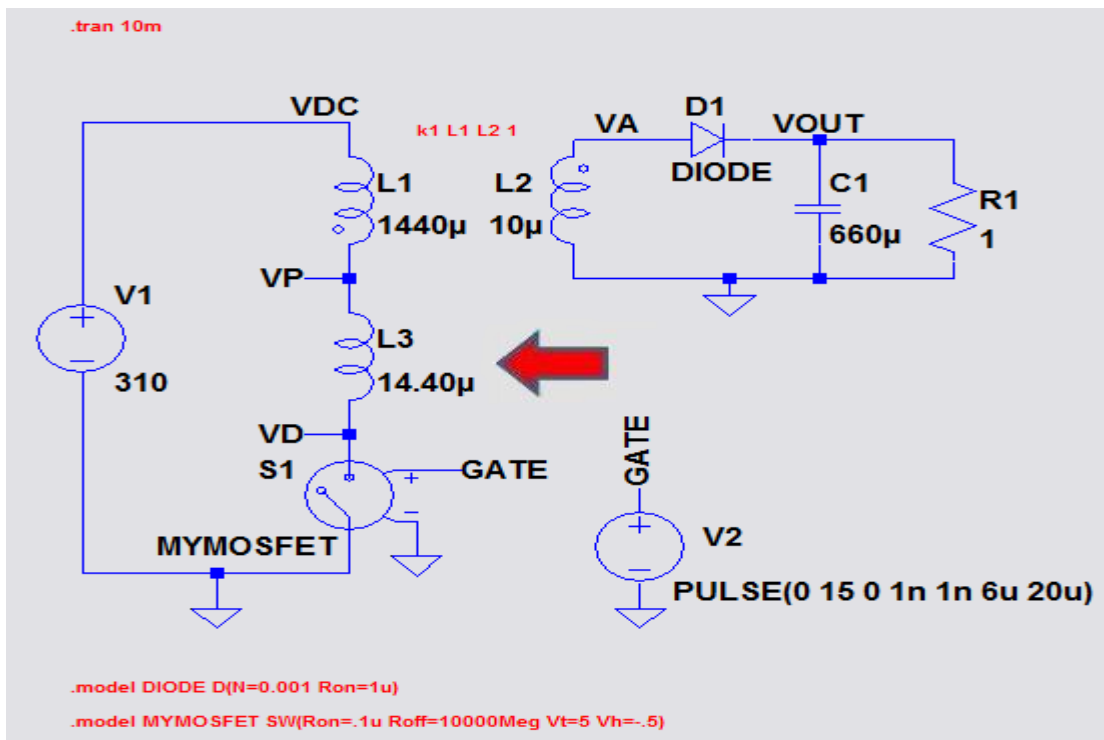 .tran 10m
VDC
k1 L1 L2 1
VA
D1
VOUT
DIODE
L1
1440µ
L2
10µ
C1
660µ
R1
1
VP
V1
310
L3
14.40µ
VD
S1
GATE
MYMOSFET
GATE
V2
PULSE(0 15 0 1n 1n 6u 20u)
.model DIODE D(N=0.001 Ron=1u)
.model MYMOSFET SW(Ron=.1u Roff=10000Meg Vt=5 Vh=-.5)